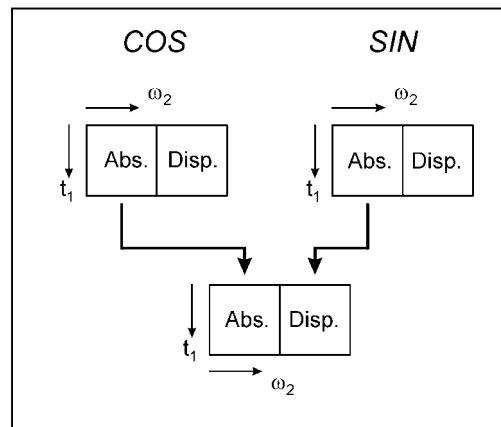 COS SIN
ω2 ω2
Abs. Disp. Abs. Disp.
t1 t1
Abs. Disp.
t1
ω2